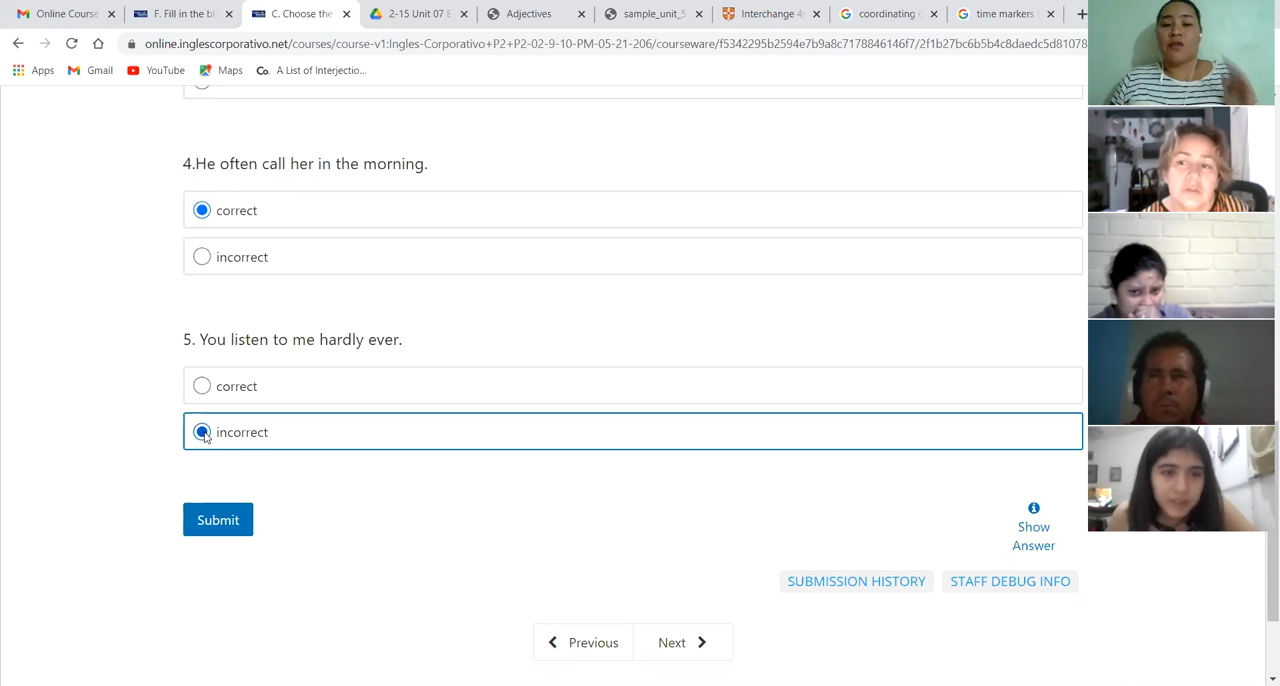 Online Course
F. Fill in the bl
C. Choose the
2-15 Unit 07 E
Adjectives
sample_unit_5
Interchange 4
coordinating c
time markers
online.inglescorporativo.net/courses/course-v1:Ingles-Corporativo+P2+P2-02-9-10-PM-05-21-206/courseware/f5342295b2594e7b9a8c7178846146f7/2f1b27bc6b5b4c8daedc5d81078
Apps
Gmail
YouTube
Maps
Co. A List of Interjectio...
4.He often call her in the morning.
correct
incorrect
5. You listen to me hardly ever.
correct
incorrect
Submit
Show
Answer
SUBMISSION HISTORY
STAFF DEBUG INFO
Previous
Next